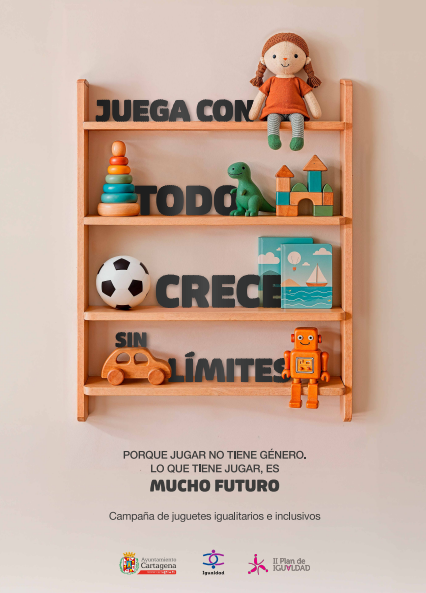 JUEGA CON
TODO
CRECE
SIN
LÍMITES
PORQUE JUGAR NO TIENE GÉNERO.
LO QUE TIENE JUGAR, ES
MUCHO FUTURO
Campaña de juguetes igualitarios e inclusivos
Ayuntamiento
Cartagena
Igualdad
II Plan de
IGUALDAD